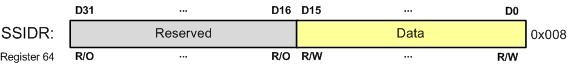 D31 ... D16 D15 ... D0
SSIDR: Reserved Data 0x008
Register 64 R/O ... R/O R/W ... R/W